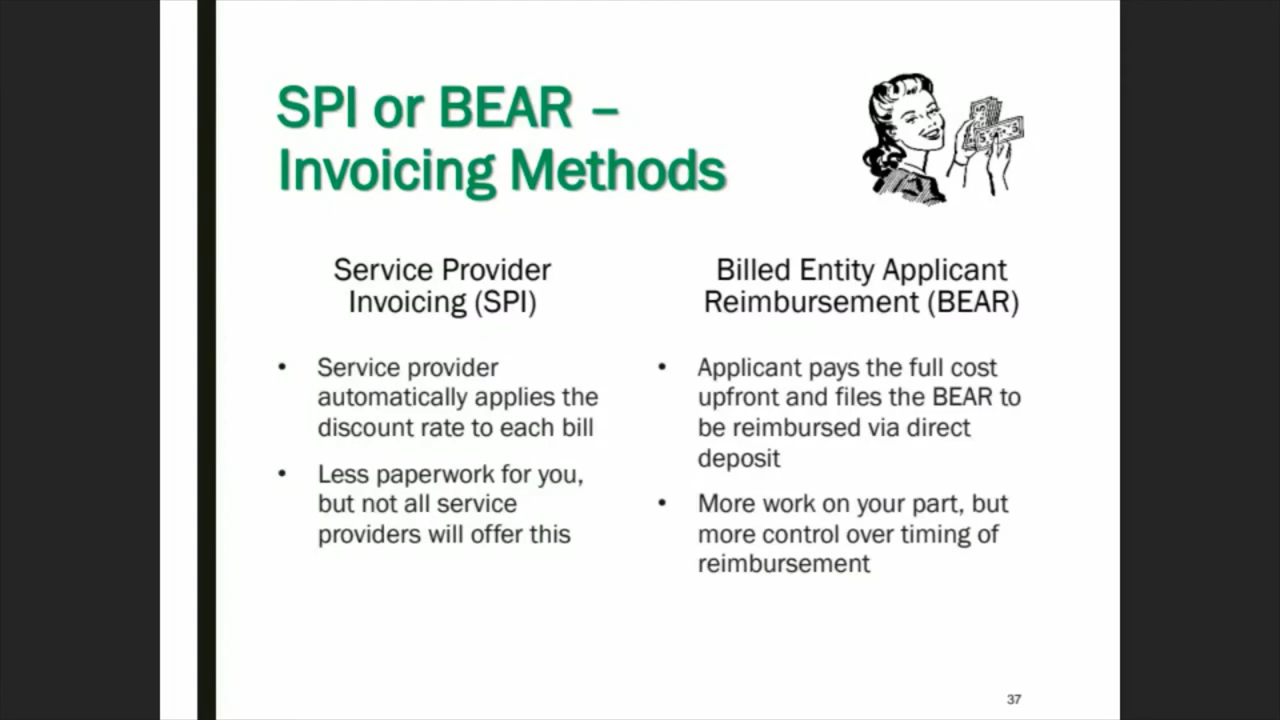 SPI or BEAR –
Invoicing Methods
Service Provider
Invoicing (SPI)
• Service provider
automatically applies the
discount rate to each bill
• Less paperwork for you,
but not all service
providers will offer this
Billed Entity Applicant
Reimbursement (BEAR)
• Applicant pays the full cost
upfront and files the BEAR to
be reimbursed via direct
deposit
• More work on your part, but
more control over timing of
reimbursement
37